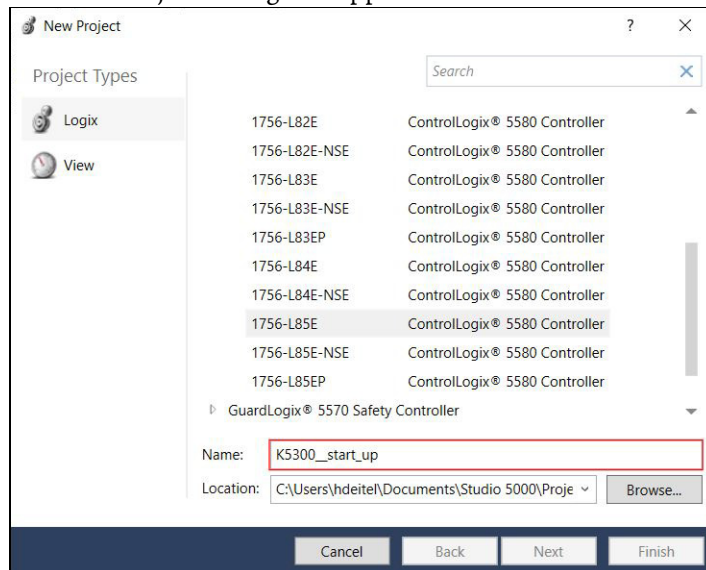 New Project ? ×
Project Types
Search ×
Logix
View
1756-L82E ControlLogix® 5580 Controller
1756-L82E-NSE ControlLogix® 5580 Controller
1756-L83E ControlLogix® 5580 Controller
1756-L83E-NSE ControlLogix® 5580 Controller
1756-L83EP ControlLogix® 5580 Controller
1756-L84E ControlLogix® 5580 Controller
1756-L84E-NSE ControlLogix® 5580 Controller
1756-L85E ControlLogix® 5580 Controller
1756-L85E-NSE ControlLogix® 5580 Controller
1756-L85EP ControlLogix® 5580 Controller
GuardLogix® 5570 Safety Controller
Name: K5300__start_up
Location: C:\Users\hdeitel\Documents\Studio 5000\Proje Browse...
Cancel Back Next Finish